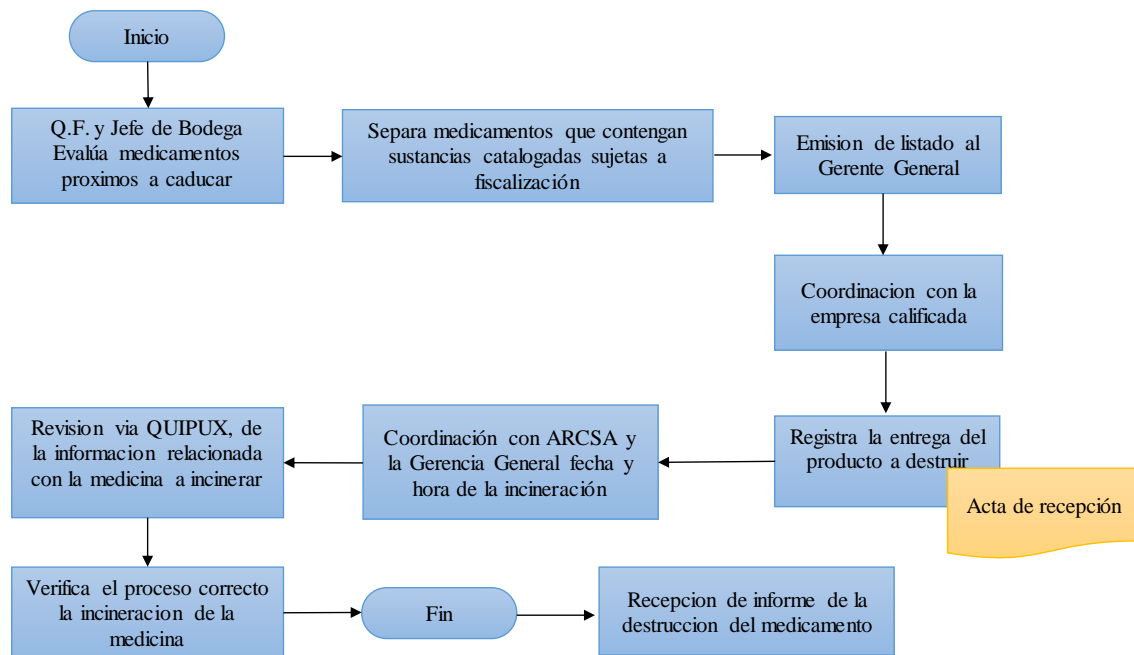 Inicio
Q.F. y Jefe de Bodega
Evalúa medicamentos
proximos a caducar
Separa medicamentos que contengan
sustancias catalogadas sujetas a
fiscalización
Emision de listado al
Gerente General
Coordinacion con la
empresa calificada
Registra la entrega del
producto a destruir
Acta de recepción
Coordinación con ARCSA y
la Gerencia General fecha y
hora de la incineración
Revision via QUIPUX, de
la informacion relacionada
con la medicina a incinerar
Verifica el proceso correcto
la incineracion de la
medicina
Fin
Recepcion de informe de la
destruccion del medicamento